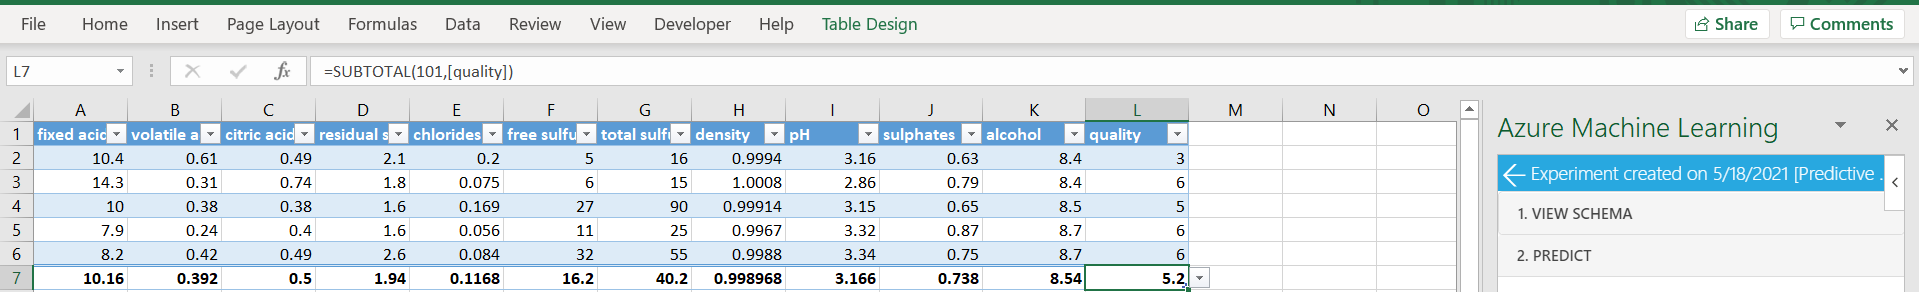 File Home Insert Page Layout Formulas Data Review View Developer Help Table Design Share Comments
L7 fx =SUBTOTAL(101,[quality])
A B C D E F G H I J K L M N O
1 fixed acid volatile a citric acid residual s chlorides free sulfu total sulfu density pH sulphates alcohol quality
2 10.4 0.61 0.49 2.1 0.2 5 16 0.9994 3.16 0.63 8.4 3
3 14.3 0.31 0.74 1.8 0.075 6 15 1.0008 2.86 0.79 8.4 6
4 10 0.38 0.38 1.6 0.169 27 90 0.99914 3.15 0.65 8.5 5
5 7.9 0.24 0.4 1.6 0.056 11 25 0.9967 3.32 0.87 8.7 6
6 8.2 0.42 0.49 2.6 0.084 32 55 0.9988 3.34 0.75 8.7 6
7 10.16 0.392 0.5 1.94 0.1168 16.2 40.2 0.998968 3.166 0.738 8.54 5.2
Azure Machine Learning
Experiment created on 5/18/2021 [Predictive .
1. VIEW SCHEMA
2. PREDICT